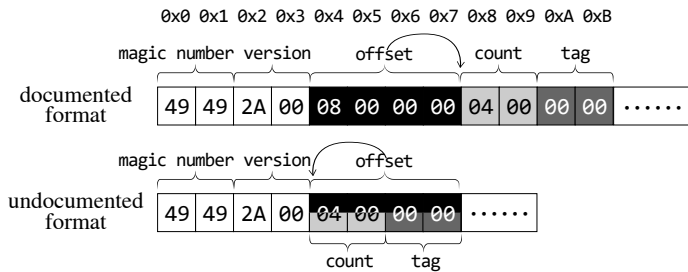 0x0 0x1 0x2 0x3 0x4 0x5 0x6 0x7 0x8 0x9 0xA 0xB
magic number version offset count tag
documented format 49 49 2A 00 08 00 00 00 04 00 00 00 ······
magic number version offset
undocumented format 49 49 2A 00 04 00 00 00 ······
count tag